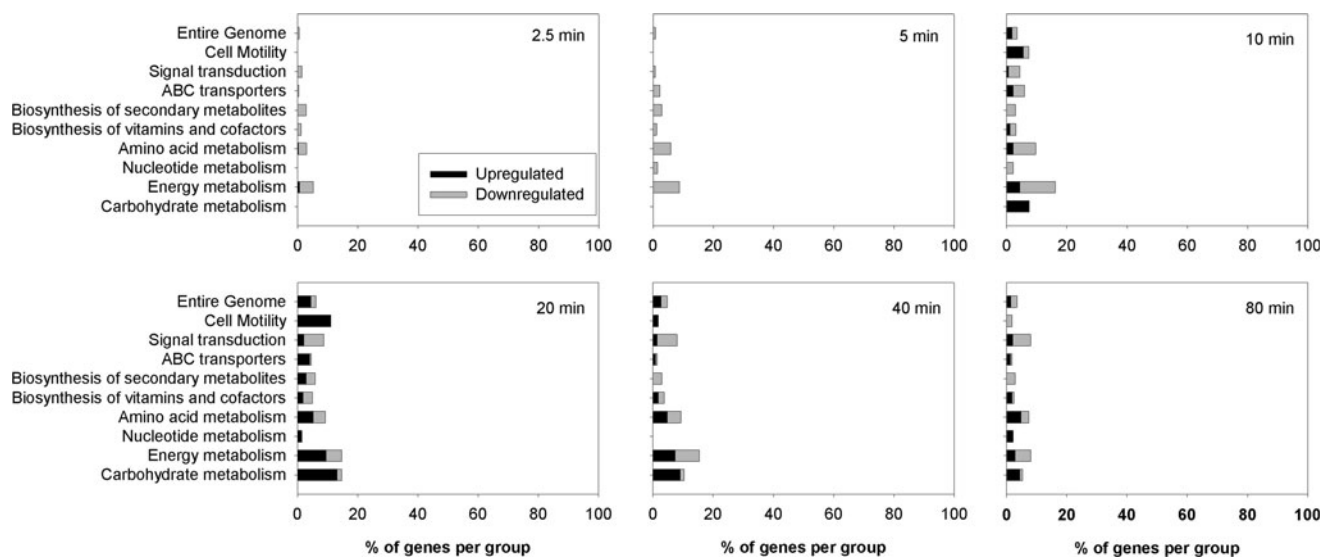 Entire Genome
Cell Motility
Signal transduction
ABC transporters
Biosynthesis of secondary metabolites
Biosynthesis of vitamins and cofactors
Amino acid metabolism
Nucleotide metabolism
Energy metabolism
Carbohydrate metabolism
2.5 min
Upregulated
Downregulated
0 20 40 60 80 100
5 min
0 20 40 60 80 100
10 min
0 20 40 60 80 100
Entire Genome
Cell Motility
Signal transduction
ABC transporters
Biosynthesis of secondary metabolites
Biosynthesis of vitamins and cofactors
Amino acid metabolism
Nucleotide metabolism
Energy metabolism
Carbohydrate metabolism
20 min
0 20 40 60 80 100
% of genes per group
40 min
0 20 40 60 80 100
% of genes per group
80 min
0 20 40 60 80 100
% of genes per group